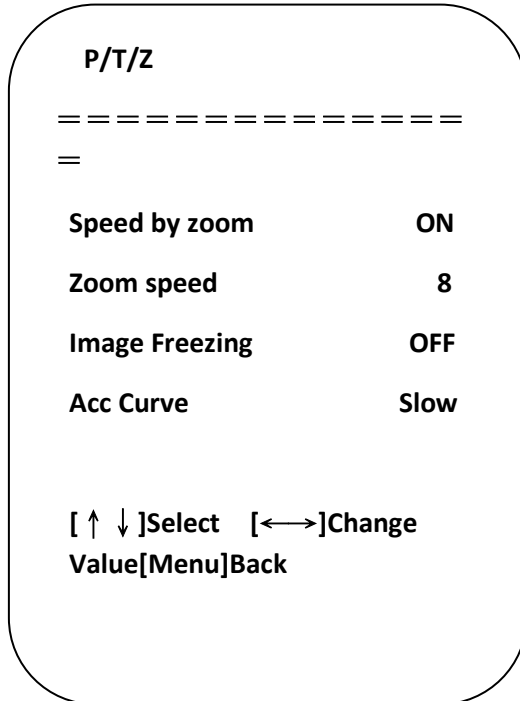 P/T/Z
＝＝＝＝＝＝＝＝＝＝＝＝＝＝
＝
Speed by zoom ON
Zoom speed 8
Image Freezing OFF
Acc Curve Slow
[↑↓]Select [←→]Change
Value[Menu]Back